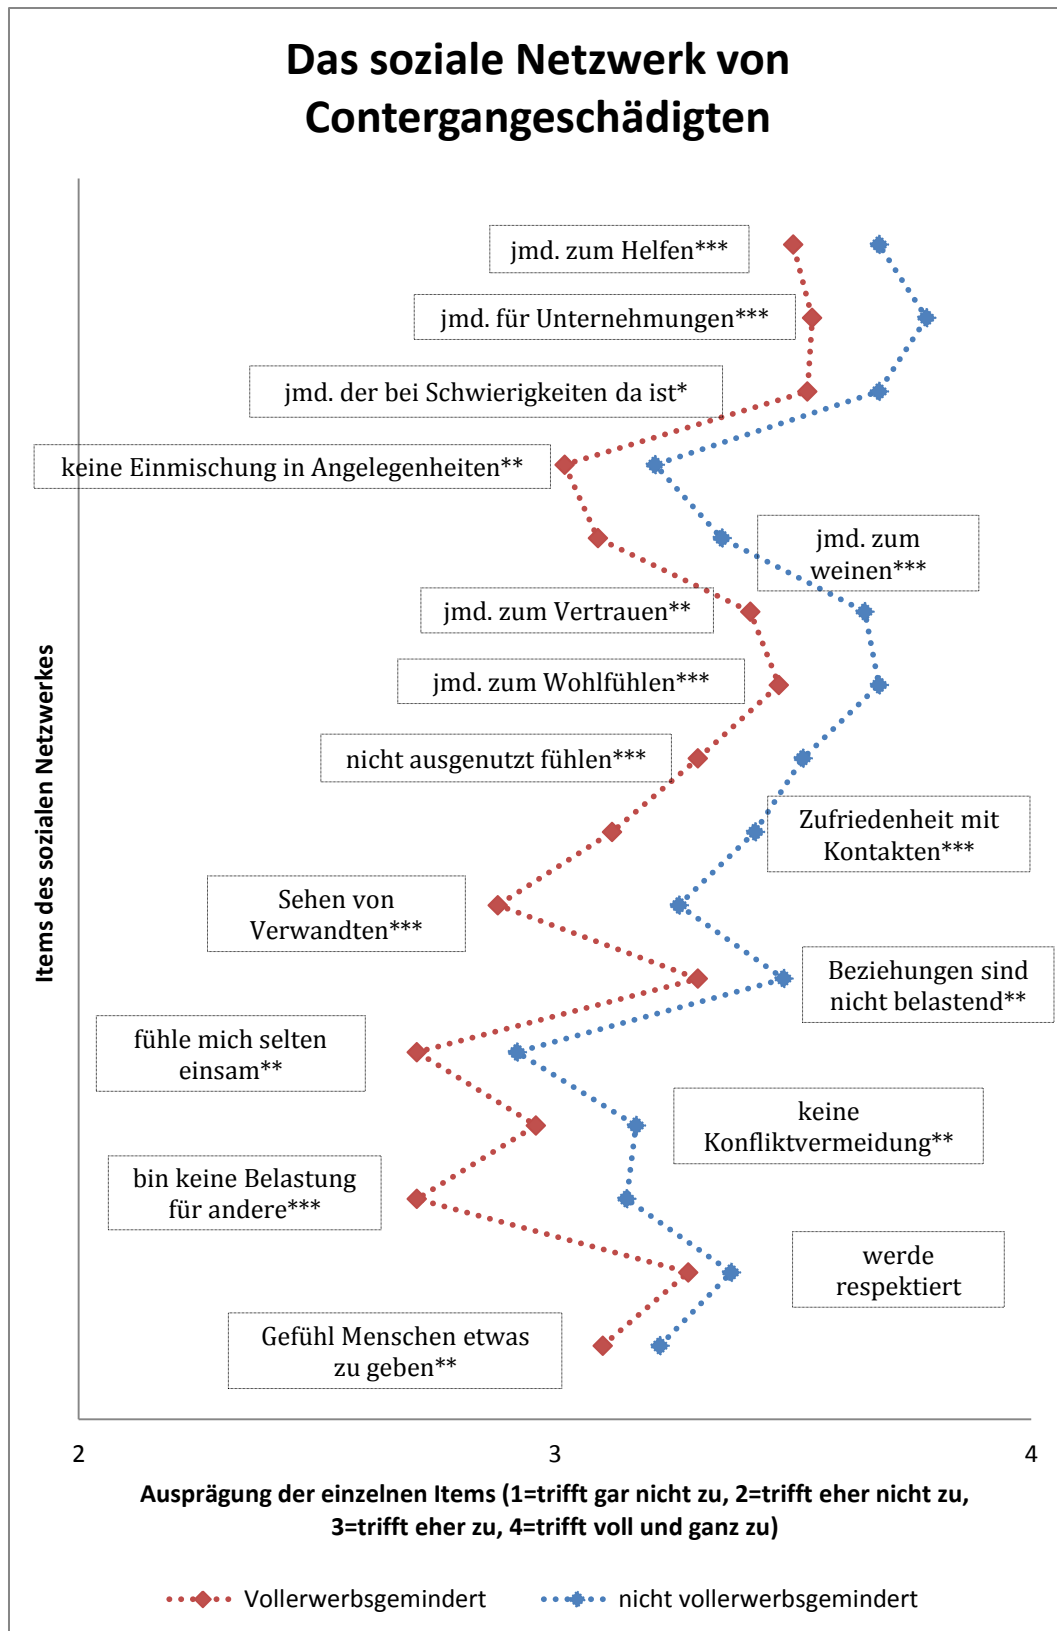 Das soziale Netzwerk von
Contergangeschädigten
jmd. zum Helfen***
jmd. für Unternehmungen***
jmd. der bei Schwierigkeiten da ist*
keine Einmischung in Angelegenheiten**
jmd. zum
weinen***
jmd. zum Vertrauen**
jmd. zum Wohlfühlen***
nicht ausgenutzt fühlen***
Zufriedenheit mit
Kontakten***
Sehen von
Verwandten***
Beziehungen sind
nicht belastend**
fühle mich selten
einsam**
keine
Konfliktvermeidung**
bin keine Belastung
für andere***
werde
respektiert
Gefühl Menschen etwas
zu geben**
Items des sozialen Netzwerkes
2 3 4
Ausprägung der einzelnen Items (1=trifft gar nicht zu, 2=trifft eher nicht zu,
3=trifft eher zu, 4=trifft voll und ganz zu)
Vollerwerbsgemindert nicht vollerwerbsgemindert